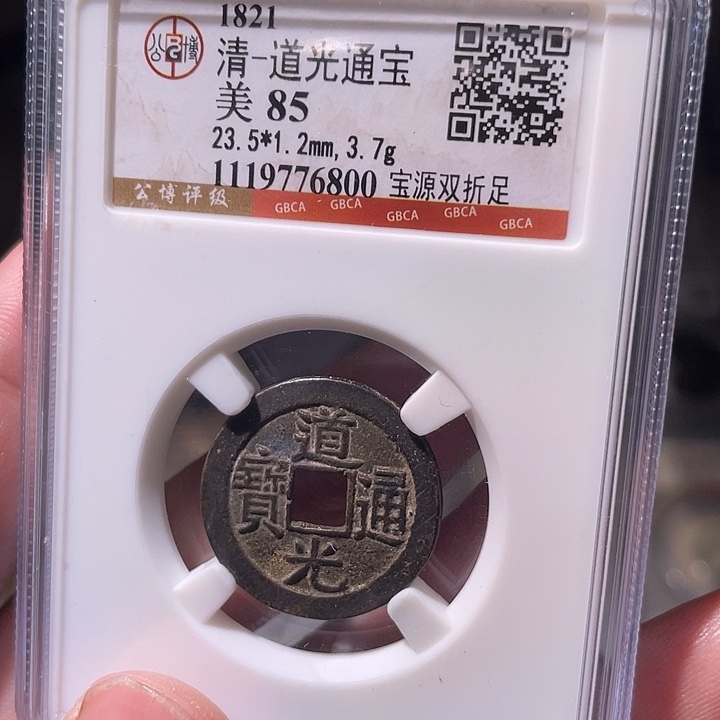 1821
公博
清-道光通宝
美 85
23.5*1.2mm, 3.7g
1119776800 宝源双折足
公博评级 GBCA GBCA GBCA GBCA GBCA
道
寶 通
光